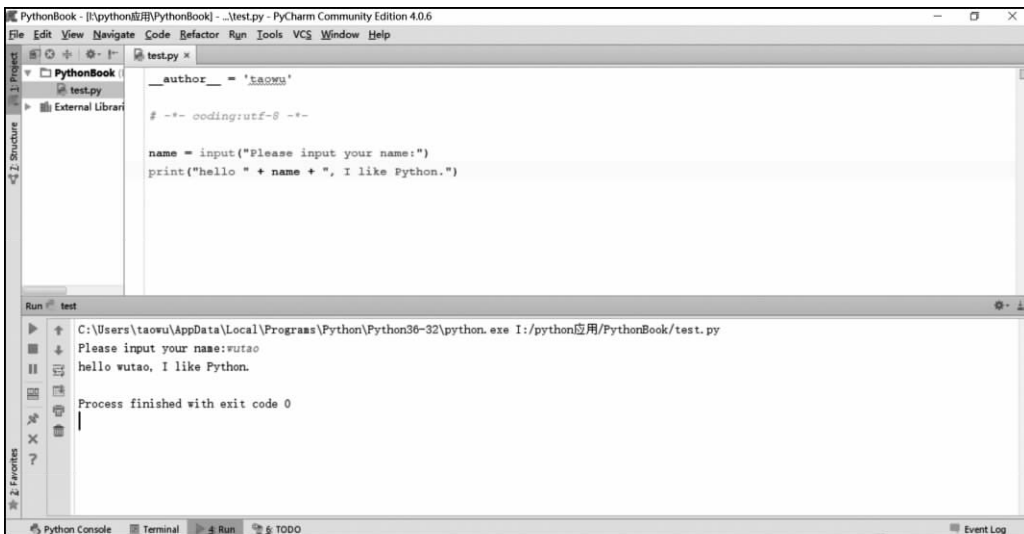 PythonBook - [I:\python应用\PythonBook] - ...\test.py - PyCharm Community Edition 4.0.6
File Edit View Navigate Code Refactor Run Tools VCS Window Help
test.py ×
1: Project
PythonBook
test.py
External Librari
Z: Structure
__author__ = 'taowu'
# -*- coding:utf-8 -*-
name = input("Please input your name:")
print("hello " + name + ", I like Python.")
Run test
C:\Users\taowu\AppData\Local\Programs\Python\Python36-32\python.exe I:/python应用/PythonBook/test.py
Please input your name:wutao
hello wutao, I like Python.
Process finished with exit code 0
2: Favorites
Python Console Terminal 4: Run 6: TODO Event Log